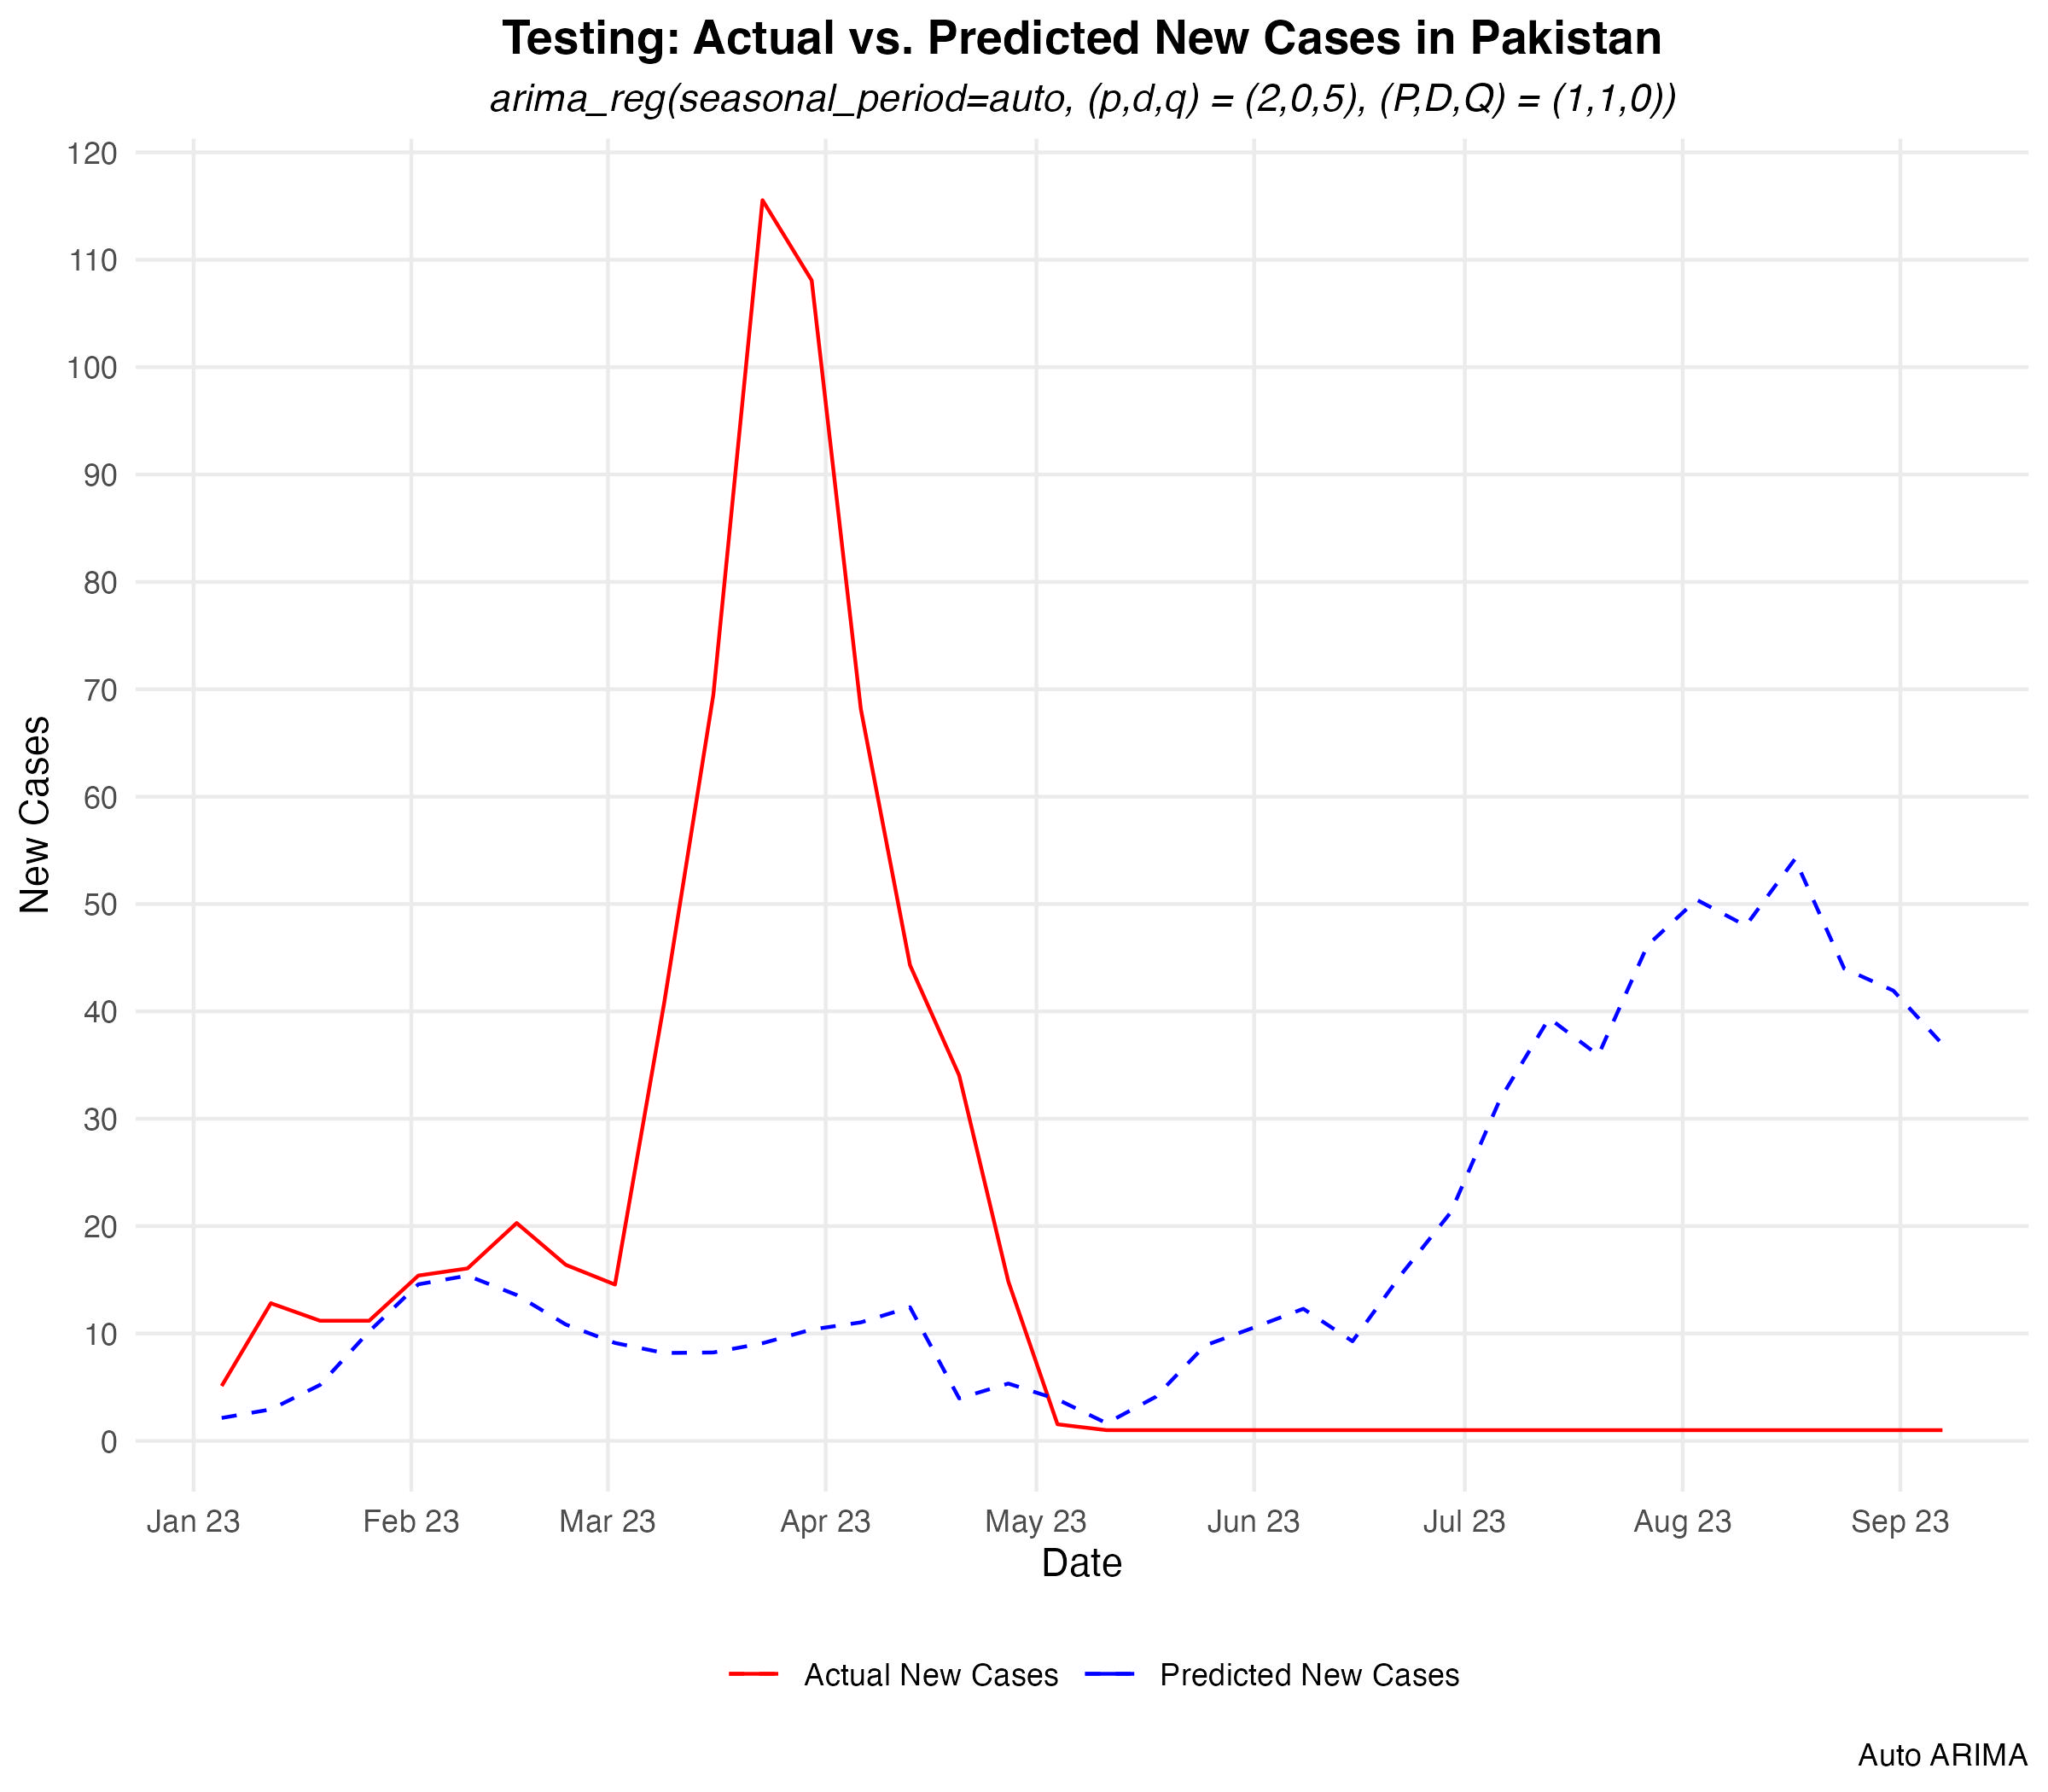 Testing: Actual vs. Predicted New Cases in Pakistan
arima_reg(seasonal_period=auto, (p,d,q) = (2,0,5), (P,D,Q) = (1,1,0))
120
110
100
90
80
70
60
50
40
30
20
10
0
New Cases
Jan 23 Feb 23 Mar 23 Apr 23 May 23 Jun 23 Jul 23 Aug 23 Sep 23
Date
Actual New Cases Predicted New Cases
Auto ARIMA